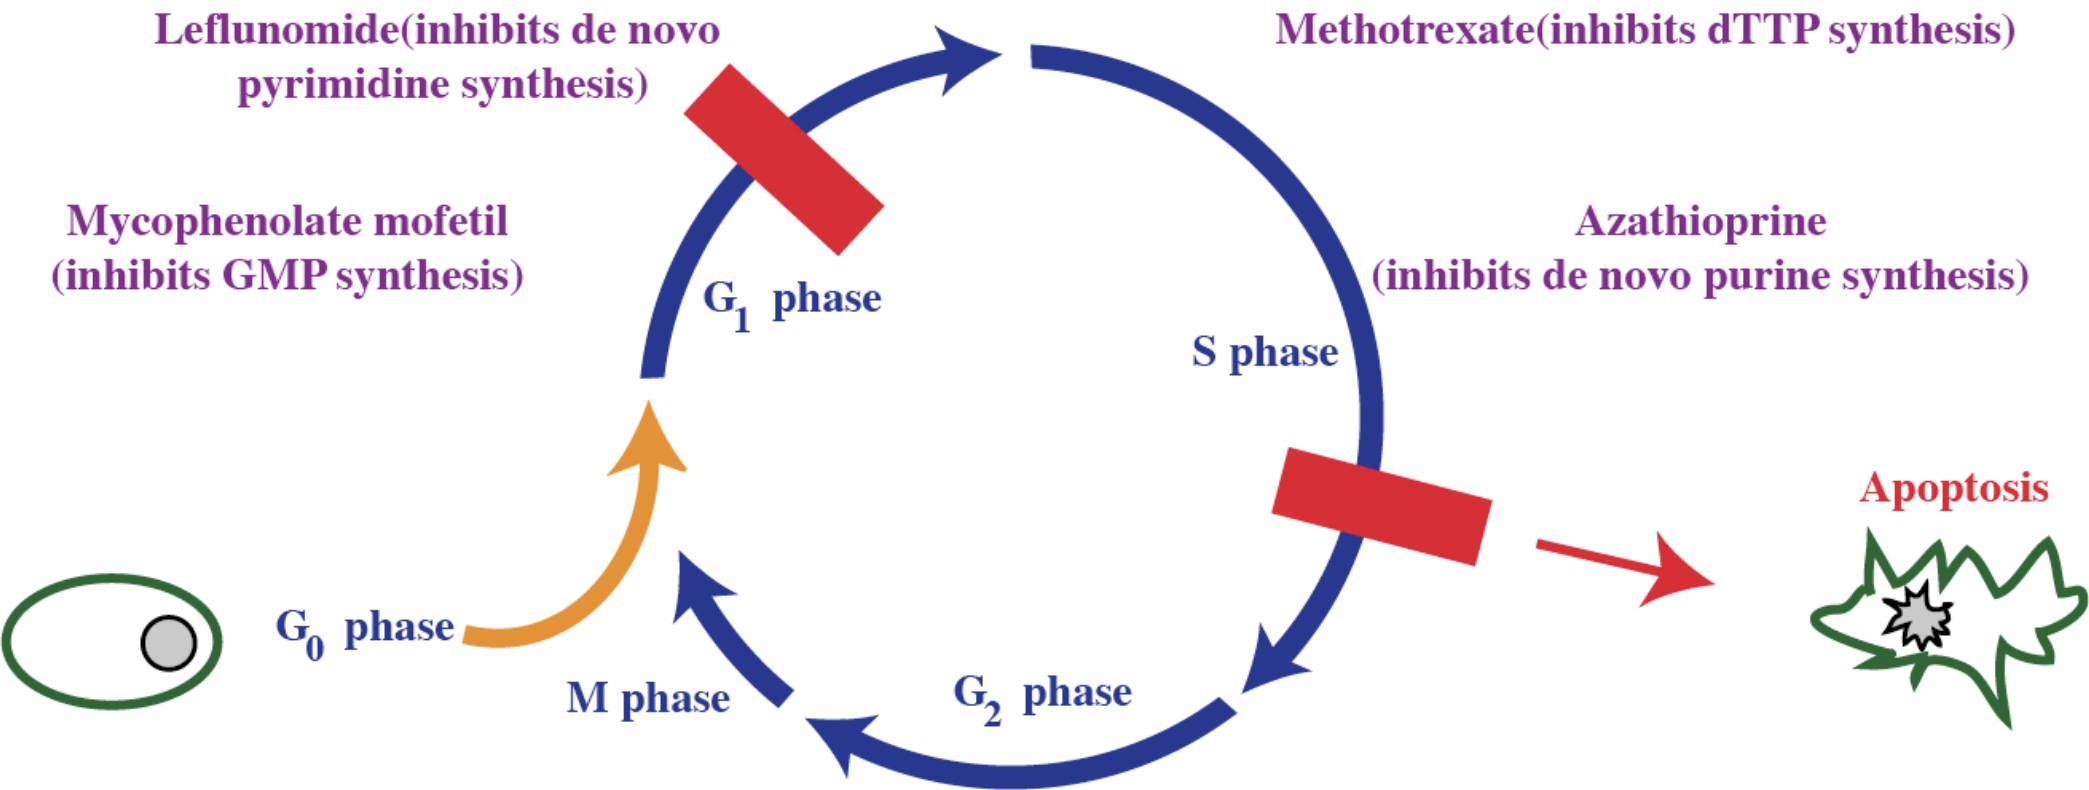 Leflunomide(inhibits de novo
pyrimidine synthesis)
Methotrexate(inhibits dTTP synthesis)
Mycophenolate mofetil
(inhibits GMP synthesis)
Azathioprine
(inhibits de novo purine synthesis)
G1 phase
S phase
Apoptosis
G0 phase
M phase
G2 phase